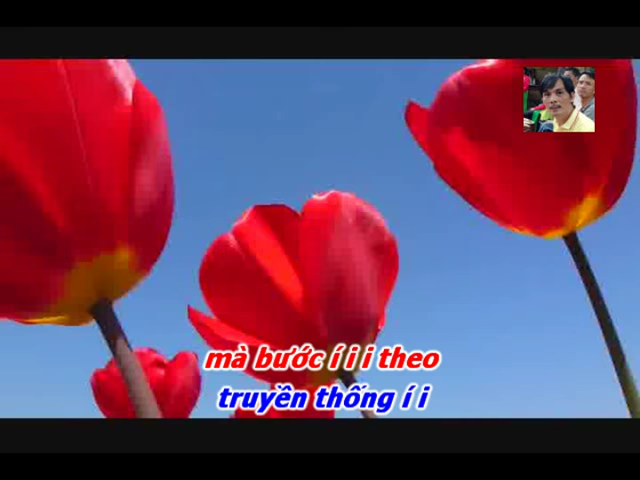 mà bước í i i theo
truyền thống í i